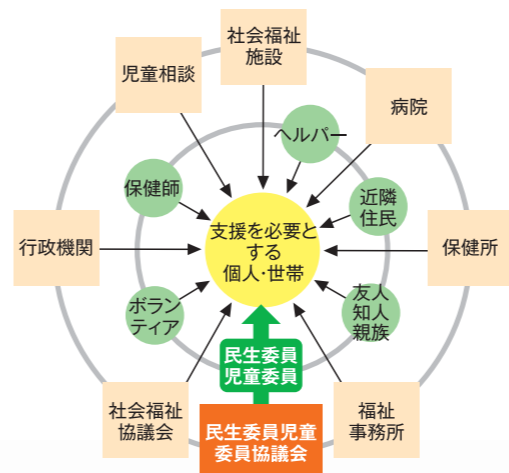 社会福祉
施設
児童相談
病院
ヘルパー
保健師
近隣
住民
支援を必要と
する
個人・世帯
行政機関
保健所
ボラン
ティア
友人
知人
親族
民生委員
児童委員
社会福祉
協議会
民生委員児童
委員協議会
福祉
事務所